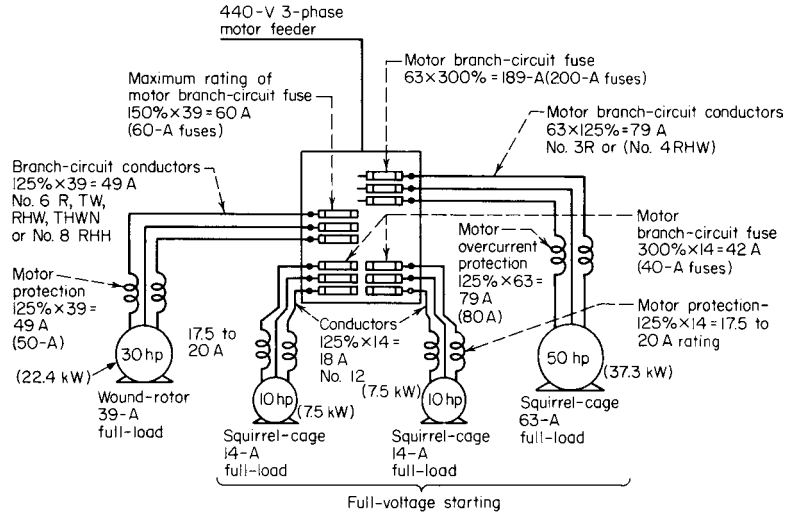 440-V 3-phase
motor feeder
Motor branch-circuit fuse
63×300% = 189-A(200-A fuses)
Maximum rating of
motor branch-circuit fuse
150%×39 = 60 A
(60-A fuses)
Motor branch-circuit conductors
63×125% = 79 A
No. 3R or (No. 4RHW)
Branch-circuit conductors
125%×39 = 49 A
No. 6 R, TW,
RHW, THWN
or No. 8 RHH
Motor
branch-circuit fuse
300%×14 = 42 A
(40-A fuses)
Motor
overcurrent
protection
125%×63 =
79 A
(80A)
Motor
protection
125%×39 =
49 A
(50-A)
Motor protection-
125%×14 = 17.5 to
20 A rating
17.5 to
20 A
Conductors
125%×14 =
18 A
No. 12
30 hp
(22.4 kW)
Wound-rotor
39-A
full-load
10 hp
(7.5 kW)
Squirrel-cage
14-A
full-load
10 hp
(7.5 kW)
Squirrel-cage
14-A
full-load
50 hp
(37.3 kW)
Squirrel-cage
63-A
full-load
Full-voltage starting